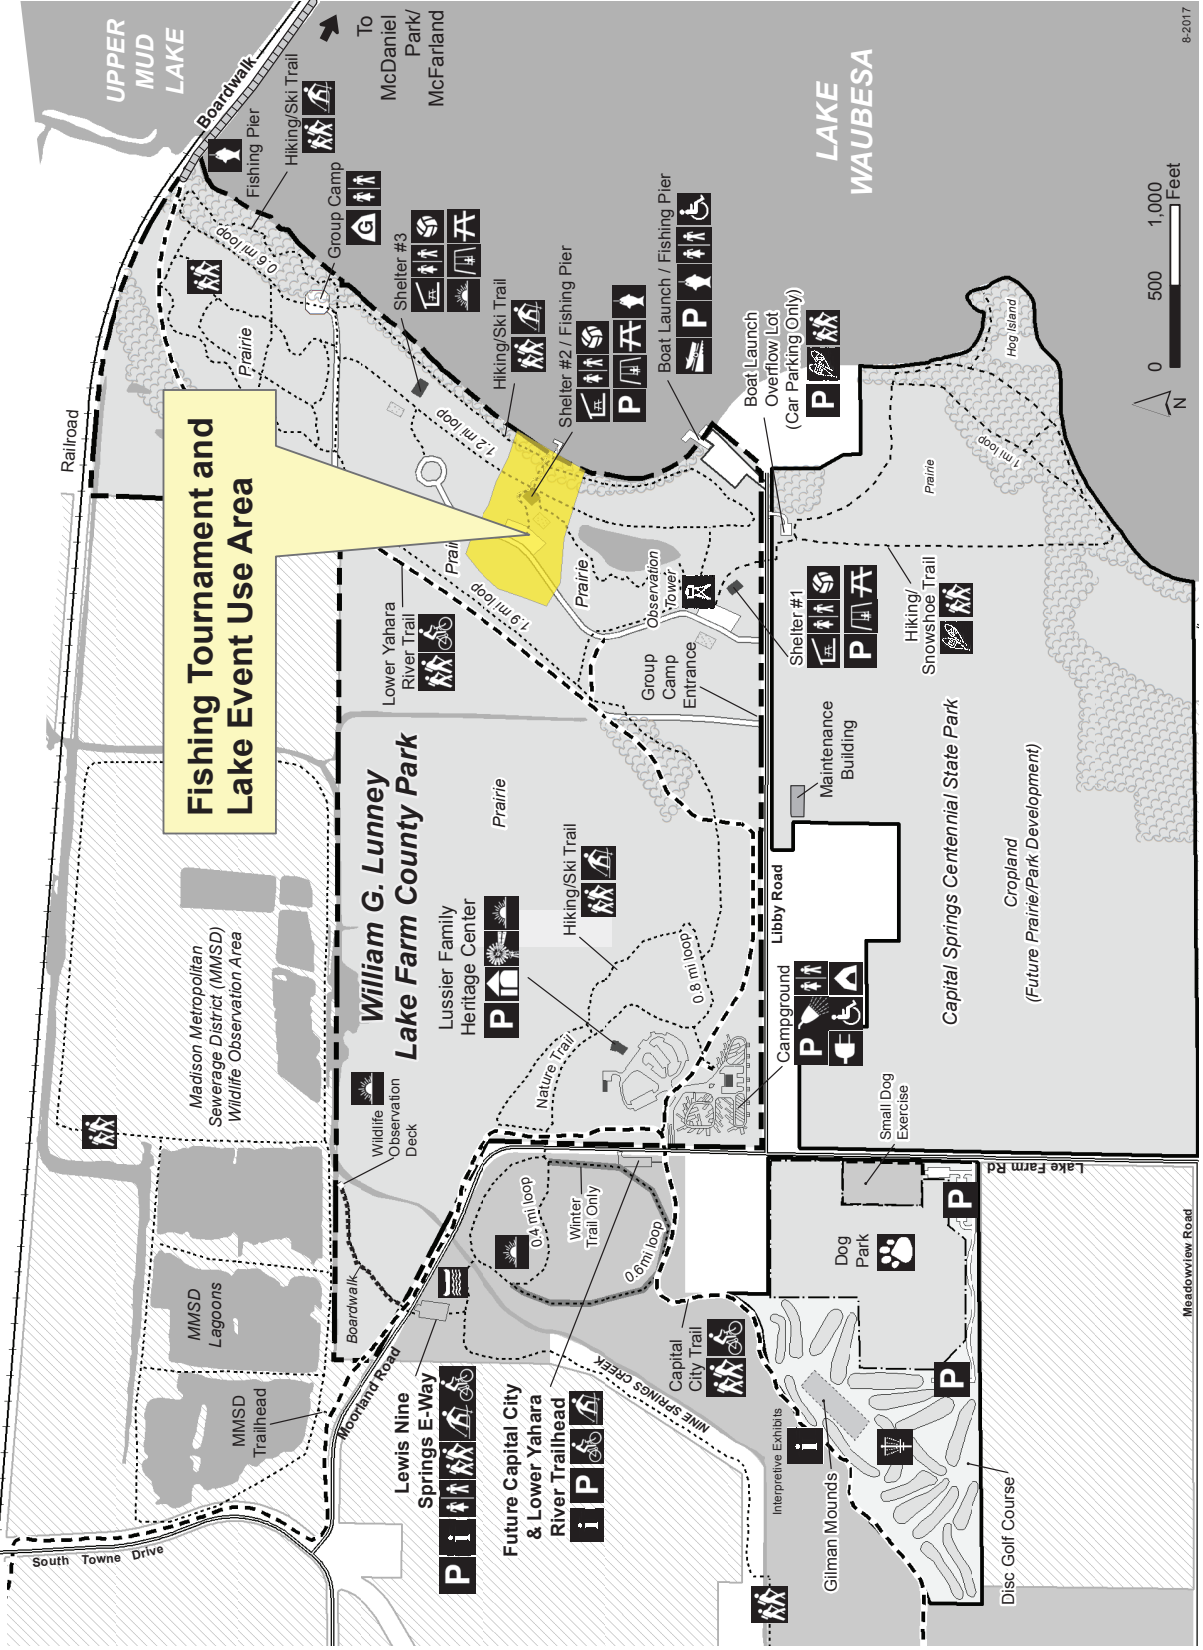 South Towne Drive
Railroad
UPPER
MUD
LAKE
Boardwalk
To
McDaniel
Park/
McFarland
8-2017
MMSD
Trailhead
MMSD
Lagoons
Madison Metropolitan
Sewerage District (MMSD)
Wildlife Observation Area
Fishing Tournament and
Lake Event Use Area
Prairie
0.6 mi loop
Fishing Pier
Hiking/Ski Trail
Group Camp
G
Shelter #3
LAKE
WAUBESA
Moorland Road
Boardwalk
Wildlife
Observation
Deck
William G. Lunney
Lake Farm County Park
Lower Yahara
River Trail
Prai
1.2 mi loop
1.9 mi loop
Hiking/Ski Trail
Shelter #2 / Fishing Pier
P
Lewis Nine
Springs E-Way
P
i
Lussier Family
Heritage Center
P
Prairie
Prairie
Boat Launch / Fishing Pier
P
Future Capital City
& Lower Yahara
River Trailhead
i
P
0.4 mi loop
Winter
Trail Only
0.6mi loop
Nature Trail
Hiking/Ski Trail
0.8 mi loop
Observation
Tower
Group
Camp
Entrance
Boat Launch
Overflow Lot
(Car Parking Only)
P
NINE SPRINGS CREEK
Capital
City Trail
Campground
P
Libby Road
Maintenance
Building
Shelter #1
P
Interpretive Exhibits
i
Gilman Mounds
Dog
Park
Small Dog
Exercise
P
P
Hiking/
Snowshoe Trail
Prairie
1 mi loop
Hog Island
Capital Springs Centennial State Park
Cropland
(Future Prairie/Park Development)
Disc Golf Course
Lake Farm Rd
Meadowview Road
N
0
500
1,000
Feet